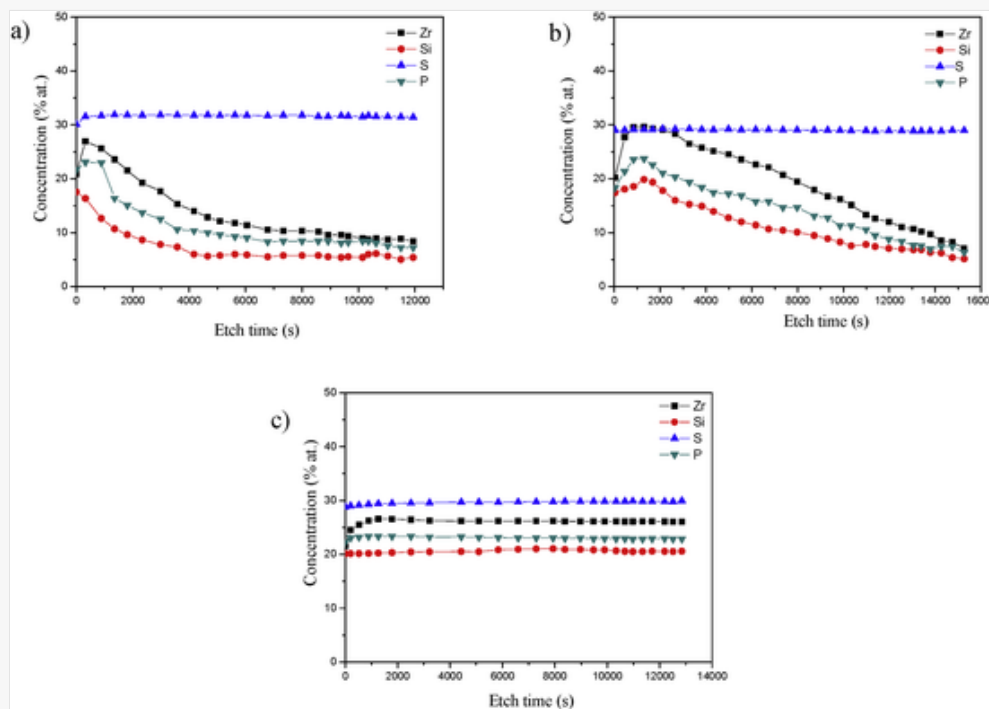 a)
50
40
30
20
10
0
Concentration (% at.)
Zr
Si
S
P
0 2000 4000 6000 8000 10000 12000
Etch time (s)
b)
50
40
30
20
10
0
Concentration (% at.)
Zr
Si
S
P
0 2000 4000 6000 8000 10000 12000 14000 1600
Etch time (s)
c)
50
40
30
20
10
0
Concentration (% at.)
Zr
Si
S
P
0 2000 4000 6000 8000 10000 12000 14000
Etch time (s)